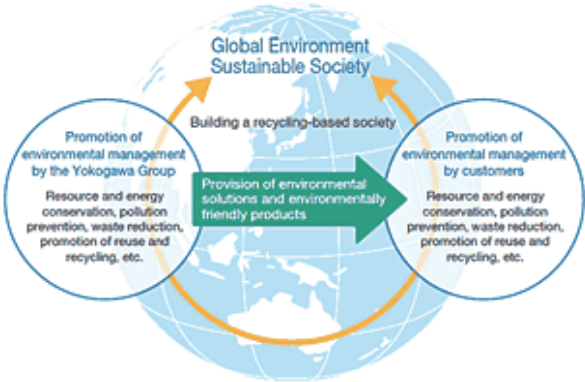 Global Environment
Sustainable Society
Building a recycling-based society
Promotion of
environmental management
by the Yokogawa Group
Resource and energy
conservation, pollution
prevention, waste reduction,
promotion of reuse and
recycling, etc.
Provision of environmental
solutions and environmentally
friendly products
Promotion of
environmental management
by customers
Resource and energy
conservation, pollution
prevention, waste reduction,
promotion of reuse and
recycling, etc.